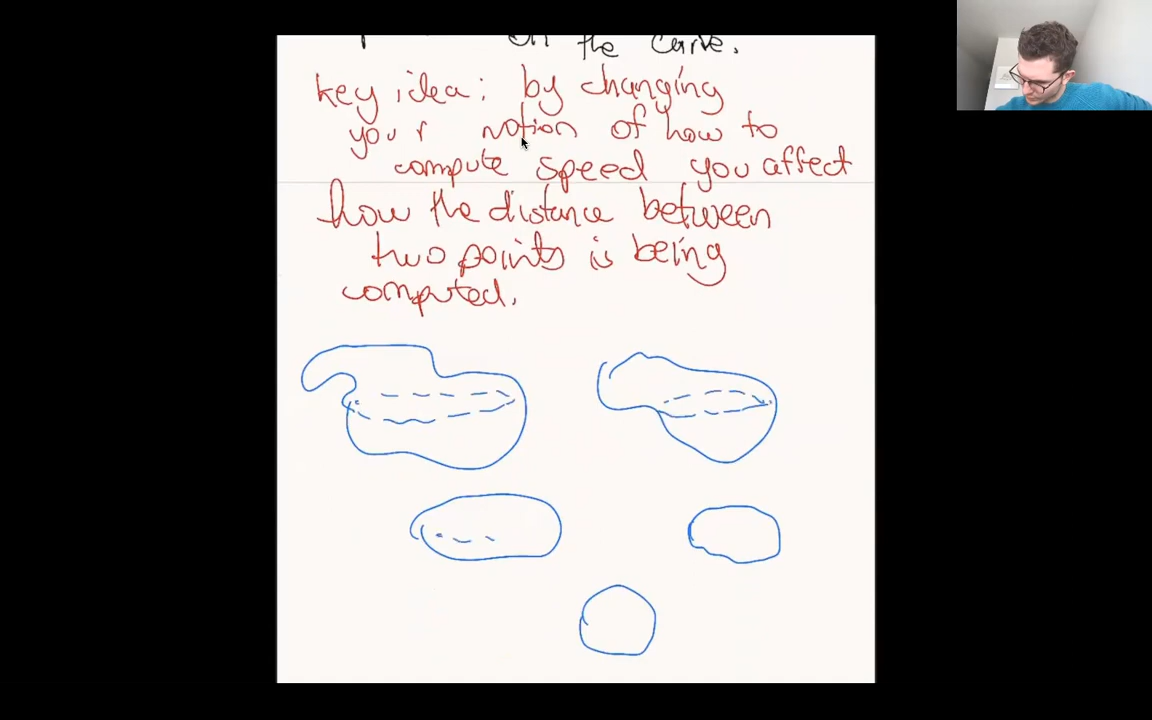 on the curve.
key idea: by changing
your notion of how to
compute speed you affect
how the distance between
two points is being
computed.